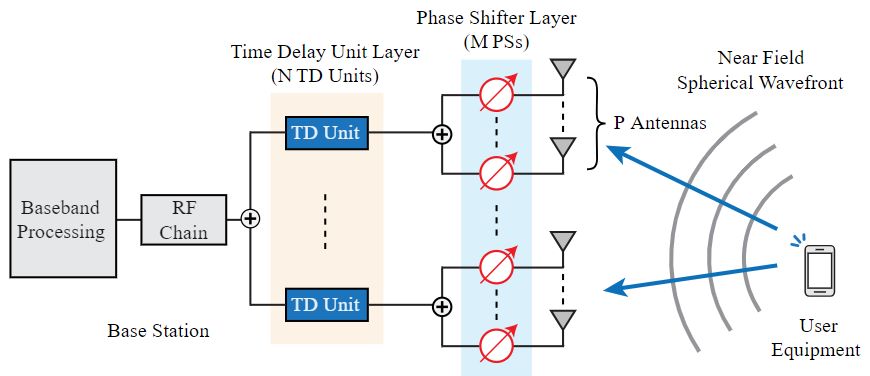 Phase Shifter Layer
(M PSs)
Time Delay Unit Layer
(N TD Units)
Near Field
Spherical Wavefront
TD Unit
P Antennas
Baseband
Processing
RF
Chain
TD Unit
Base Station
User
Equipment